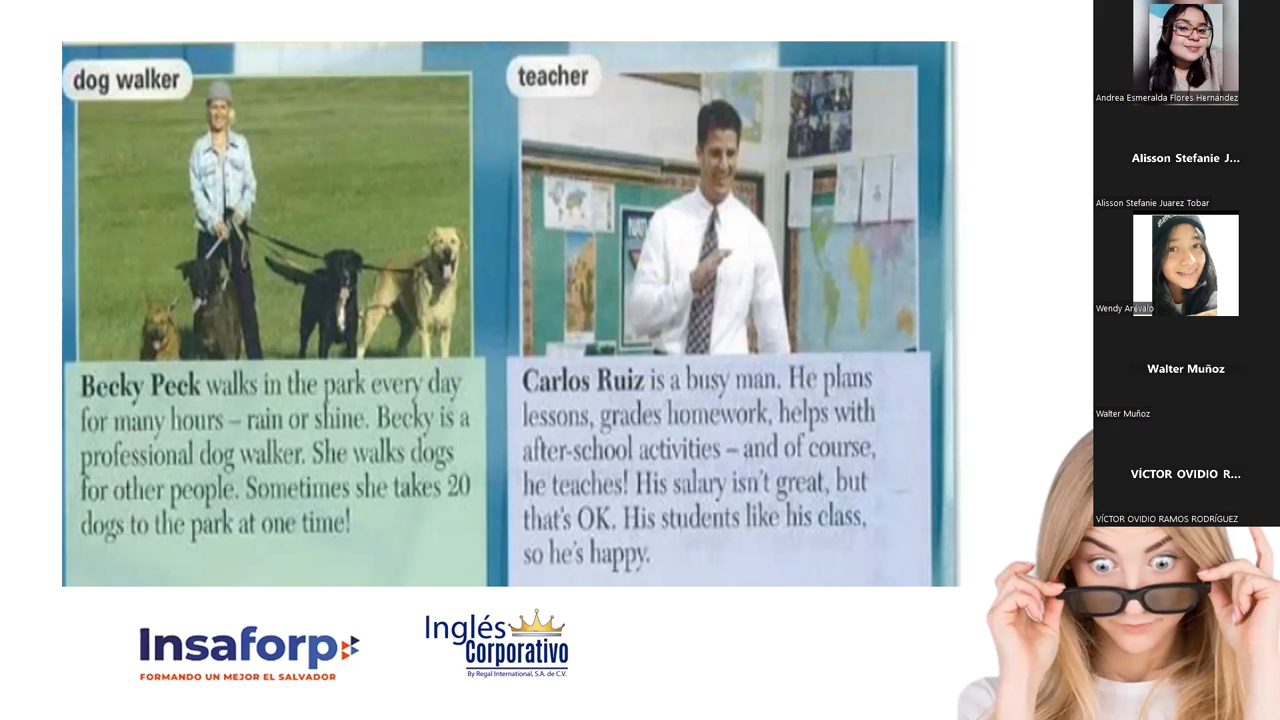 dog walker
Becky Peck walks in the park every day
for many hours – rain or shine. Becky is a
professional dog walker. She walks dogs
for other people. Sometimes she takes 20
dogs to the park at one time!
teacher
Carlos Ruiz is a busy man. He plans
lessons, grades homework, helps with
after-school activities – and of course,
he teaches! His salary isn't great, but
that's OK. His students like his class,
so he's happy.
Insaforp
FORMANDO UN MEJOR EL SALVADOR
Inglés
Corporativo
By Regal International, S.A. de C.V.
Andrea Esmeralda Flores Hernández
Alisson Stefanie J...
Alisson Stefanie Juarez Tobar
Wendy Arévalo
Walter Muñoz
Walter Muñoz
VÍCTOR OVIDIO R...
VÍCTOR OVIDIO RAMOS RODRÍGUEZ